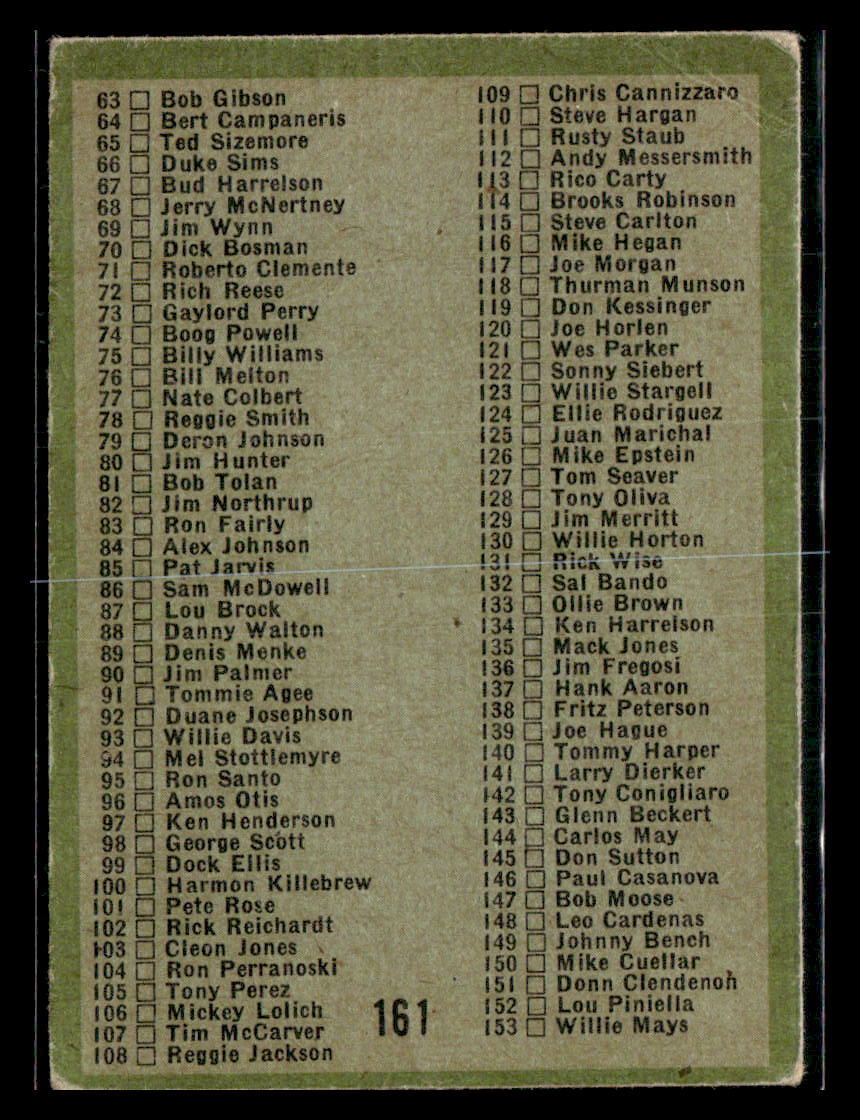 63 Bob Gibson
64 Bert Campaneris
65 Ted Sizemore
66 Duke Sims
67 Bud Harrelson
68 Jerry McNertney
69 Jim Wynn
70 Dick Bosman
71 Roberto Clemente
72 Rich Reese
73 Gaylord Perry
74 Boog Powell
75 Billy Williams
76 Bill Melton
77 Nate Colbert
78 Reggie Smith
79 Deron Johnson
80 Jim Hunter
81 Bob Tolan
82 Jim Northrup
83 Ron Fairly
84 Alex Johnson
85 Pat Jarvis
86 Sam McDowell
87 Lou Brock
88 Danny Walton
89 Denis Menke
90 Jim Palmer
91 Tommie Agee
92 Duane Josephson
93 Willie Davis
94 Mel Stottlemyre
95 Ron Santo
96 Amos Otis
97 Ken Henderson
98 George Scott
99 Dock Ellis
100 Harmon Killebrew
101 Pete Rose
102 Rick Reichardt
103 Cleon Jones
104 Ron Perranoski
105 Tony Perez
106 Mickey Lolich
107 Tim McCarver
108 Reggie Jackson
109 Chris Cannizzaro
110 Steve Hargan
111 Rusty Staub
112 Andy Messersmith
113 Rico Carty
114 Brooks Robinson
115 Steve Carlton
116 Mike Hegan
117 Joe Morgan
118 Thurman Munson
119 Don Kessinger
120 Joe Horlen
121 Wes Parker
122 Sonny Siebert
123 Willie Stargell
124 Ellie Rodriguez
125 Juan Marichal
126 Mike Epstein
127 Tom Seaver
128 Tony Oliva
129 Jim Merritt
130 Willie Horton
131 Rick Wise
132 Sal Bando
133 Ollie Brown
134 Ken Harrelson
135 Mack Jones
136 Jim Fregosi
137 Hank Aaron
138 Fritz Peterson
139 Joe Hague
140 Tommy Harper
141 Larry Dierker
142 Tony Conigliaro
143 Glenn Beckert
144 Carlos May
145 Don Sutton
146 Paul Casanova
147 Bob Moose
148 Leo Cardenas
149 Johnny Bench
150 Mike Cuellar
151 Donn Clendenon
152 Lou Piniella
153 Willie Mays
161